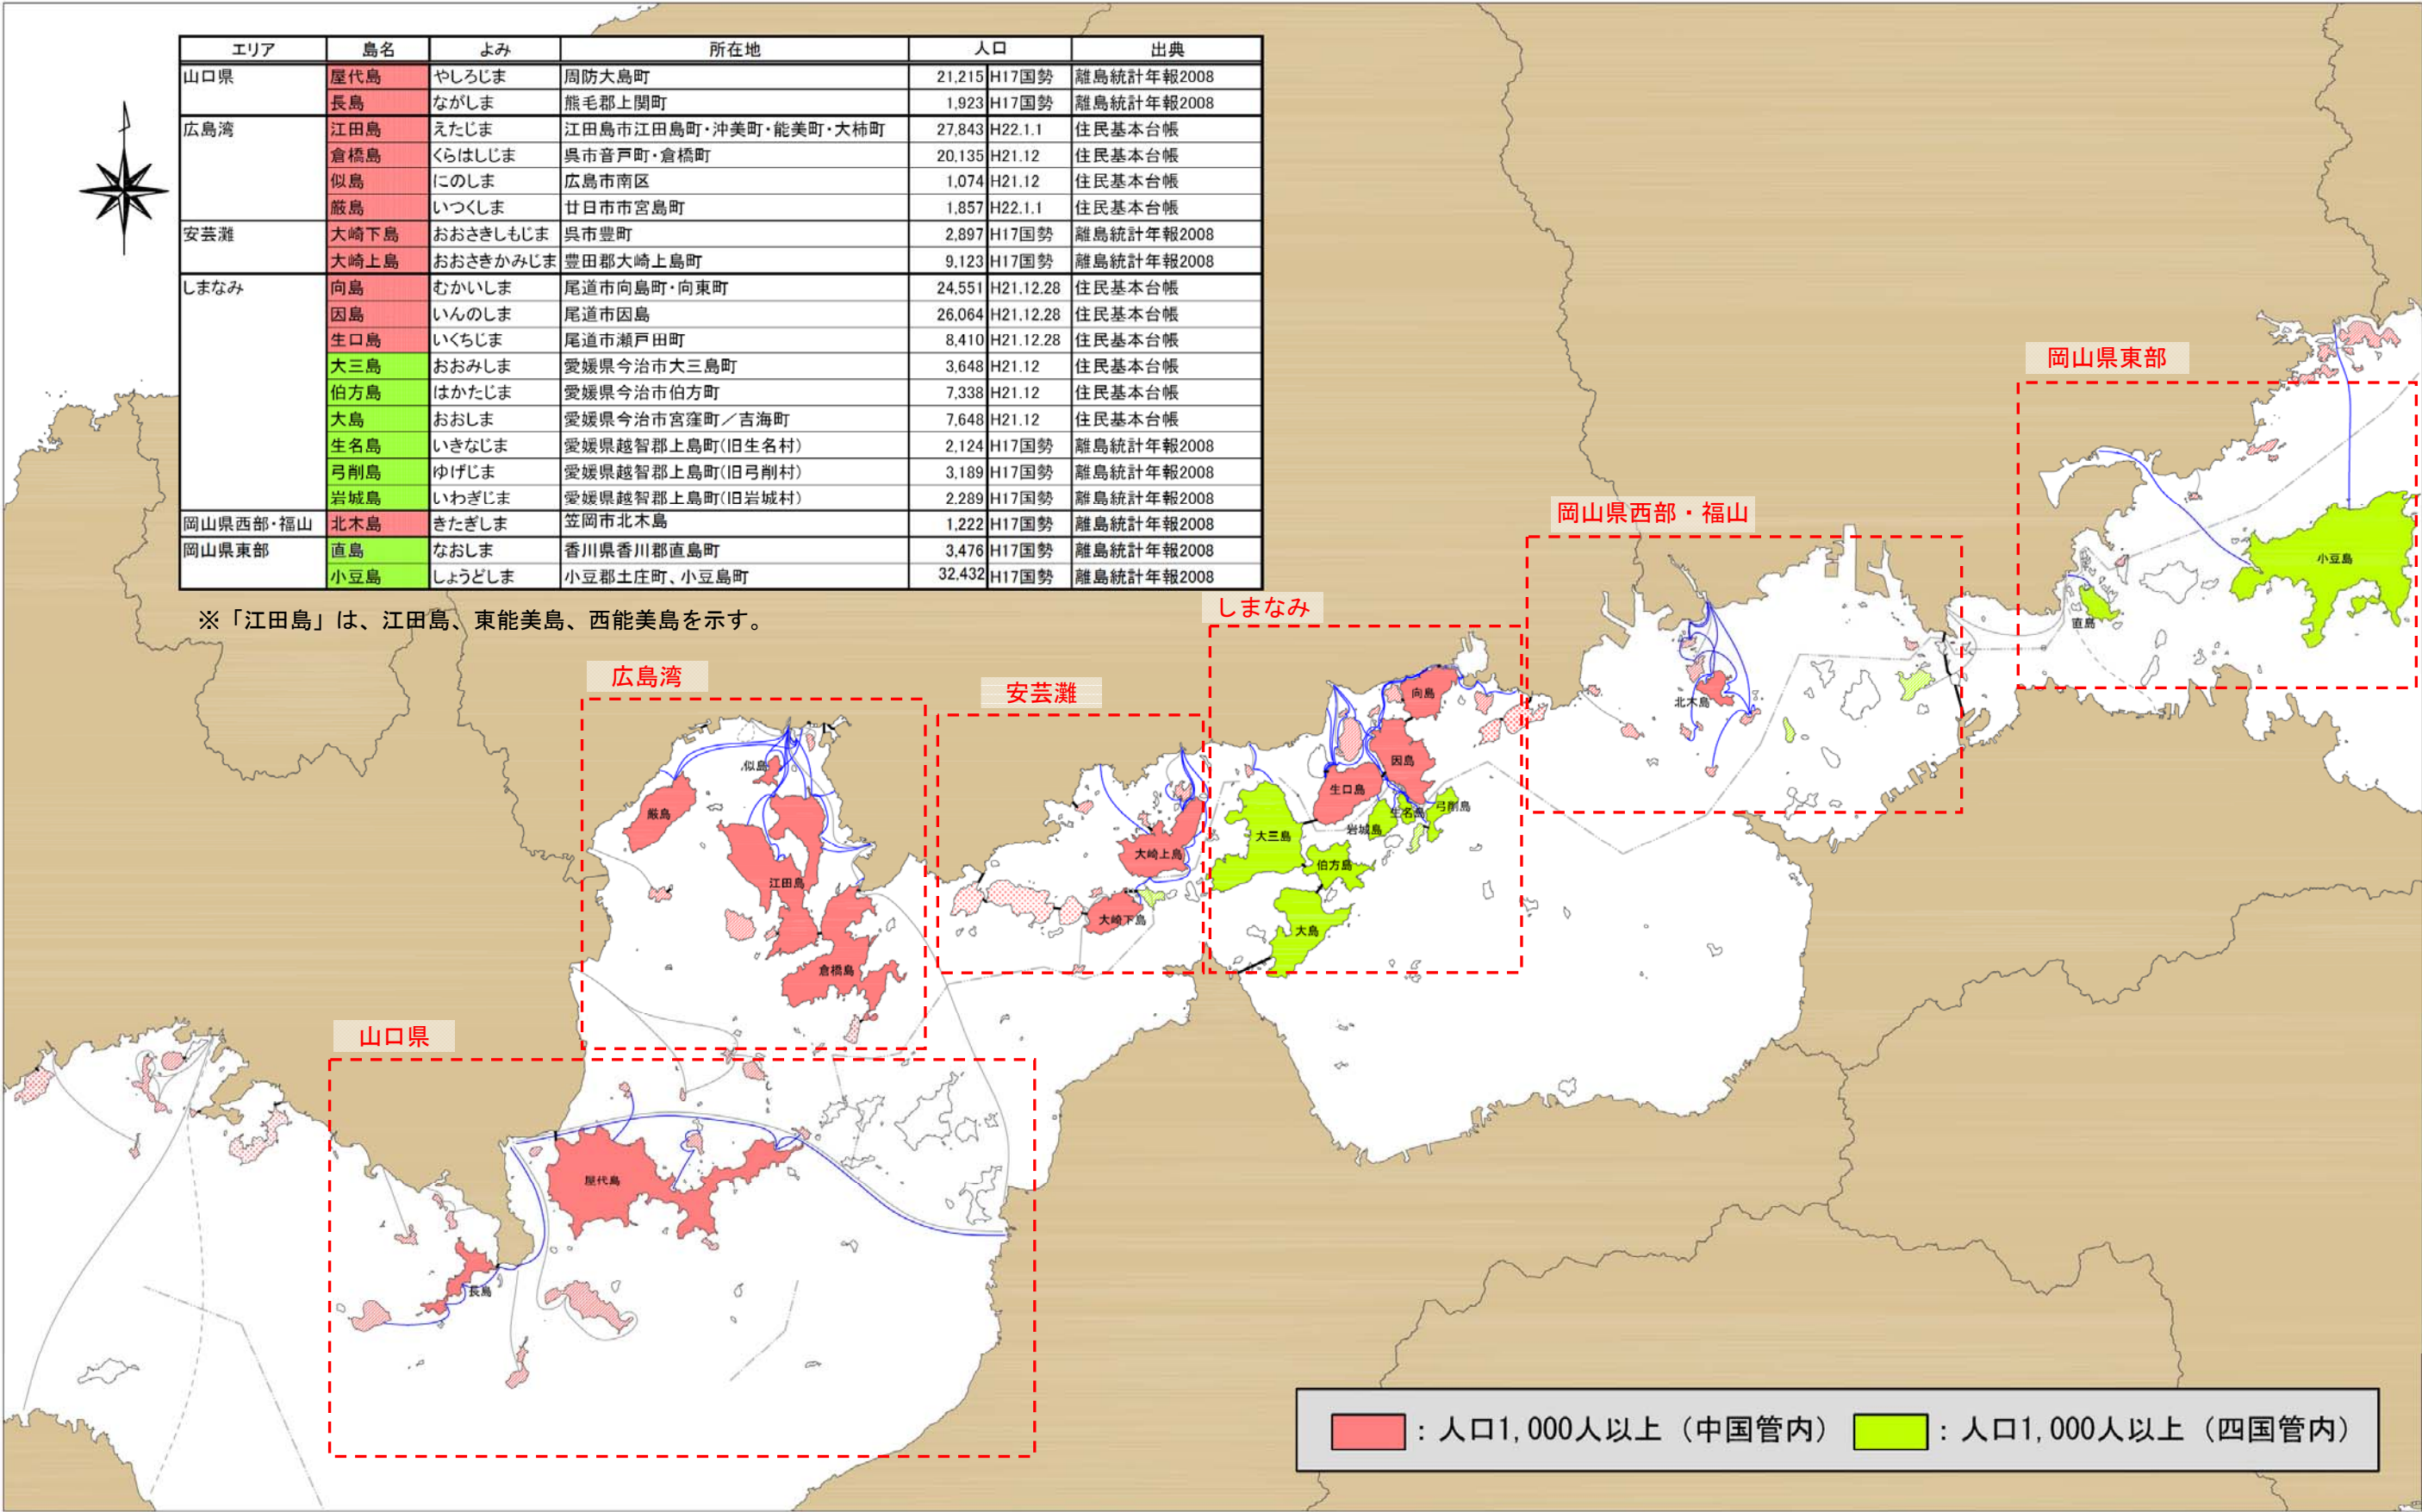 エリア 島名 よみ 所在地 人口 出典
山口県 屋代島 やしろじま 周防大島町 21,215 H17国勢 離島統計年報2008
長島 ながしま 熊毛郡上関町 1,923 H17国勢 離島統計年報2008
広島湾 江田島 えたじま 江田島市江田島町・沖美町・能美町・大柿町 27,843 H22.1.1 住民基本台帳
倉橋島 くらはしじま 呉市音戸町・倉橋町 20,135 H21.12 住民基本台帳
似島 にのしま 広島市南区 1,074 H21.12 住民基本台帳
厳島 いつくしま 廿日市市宮島町 1,857 H22.1.1 住民基本台帳
安芸灘 大崎下島 おおさきしもじま 呉市豊町 2,897 H17国勢 離島統計年報2008
大崎上島 おおさきかみじま 豊田郡大崎上島町 9,123 H17国勢 離島統計年報2008
しまなみ 向島 むかいしま 尾道市向島町・向東町 24,551 H21.12.28 住民基本台帳
因島 いんのしま 尾道市因島 26,064 H21.12.28 住民基本台帳
生口島 いくちじま 尾道市瀬戸田町 8,410 H21.12.28 住民基本台帳
大三島 おおみしま 愛媛県今治市大三島町 3,648 H21.12 住民基本台帳
伯方島 はかたじま 愛媛県今治市伯方町 7,338 H21.12 住民基本台帳
大島 おおしま 愛媛県今治市宮窪町／吉海町 7,648 H21.12 住民基本台帳
生名島 いきなじま 愛媛県越智郡上島町(旧生名村) 2,124 H17国勢 離島統計年報2008
弓削島 ゆげじま 愛媛県越智郡上島町(旧弓削村) 3,189 H17国勢 離島統計年報2008
岩城島 いわぎじま 愛媛県越智郡上島町(旧岩城村) 2,289 H17国勢 離島統計年報2008
岡山県西部・福山 北木島 きたぎしま 笠岡市北木島 1,222 H17国勢 離島統計年報2008
岡山県東部 直島 なおしま 香川県香川郡直島町 3,476 H17国勢 離島統計年報2008
小豆島 しょうどしま 小豆郡土庄町、小豆島町 32,432 H17国勢 離島統計年報2008
※「江田島」は、江田島、東能美島、西能美島を示す。
岡山県東部
小豆島
直島
岡山県西部・福山
北木島
しまなみ
向島
因島
生口島
生名島
弓削島
岩城島
大三島
伯方島
大島
安芸灘
大崎上島
大崎下島
広島湾
似島
厳島
江田島
倉橋島
山口県
屋代島
長島
：人口1,000人以上（中国管内） ：人口1,000人以上（四国管内）